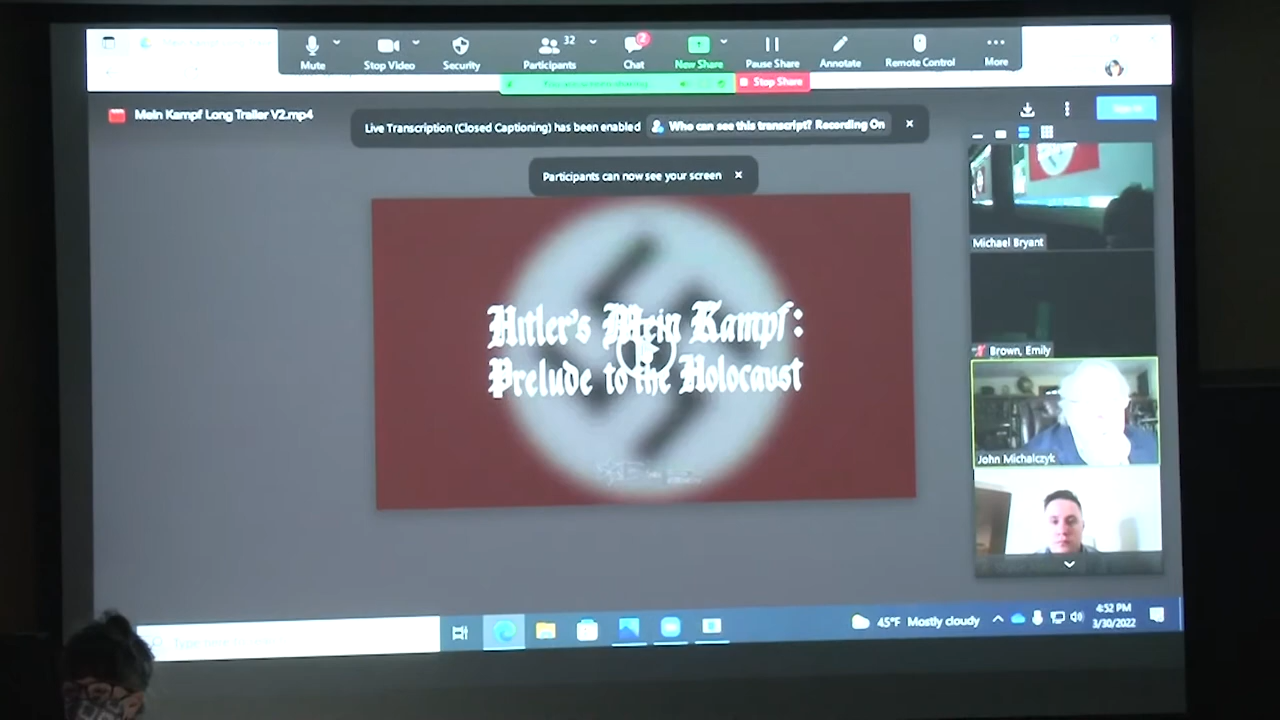 32
2
Mute
Stop Video
Security
Participants
Chat
New Share
Pause Share
Annotate
Remote Control
More
Stop Share
Mein Kampf Long Trailer V2.mp4
Live Transcription (Closed Captioning) has been enabled
Who can see this transcript? Recording On
Participants can now see your screen
Hitler's Mein Kampf:
Prelude to the Holocaust
Michael Bryant
Brown, Emily
John Michalczyk
45°F Mostly cloudy
4:52 PM
3/30/2022